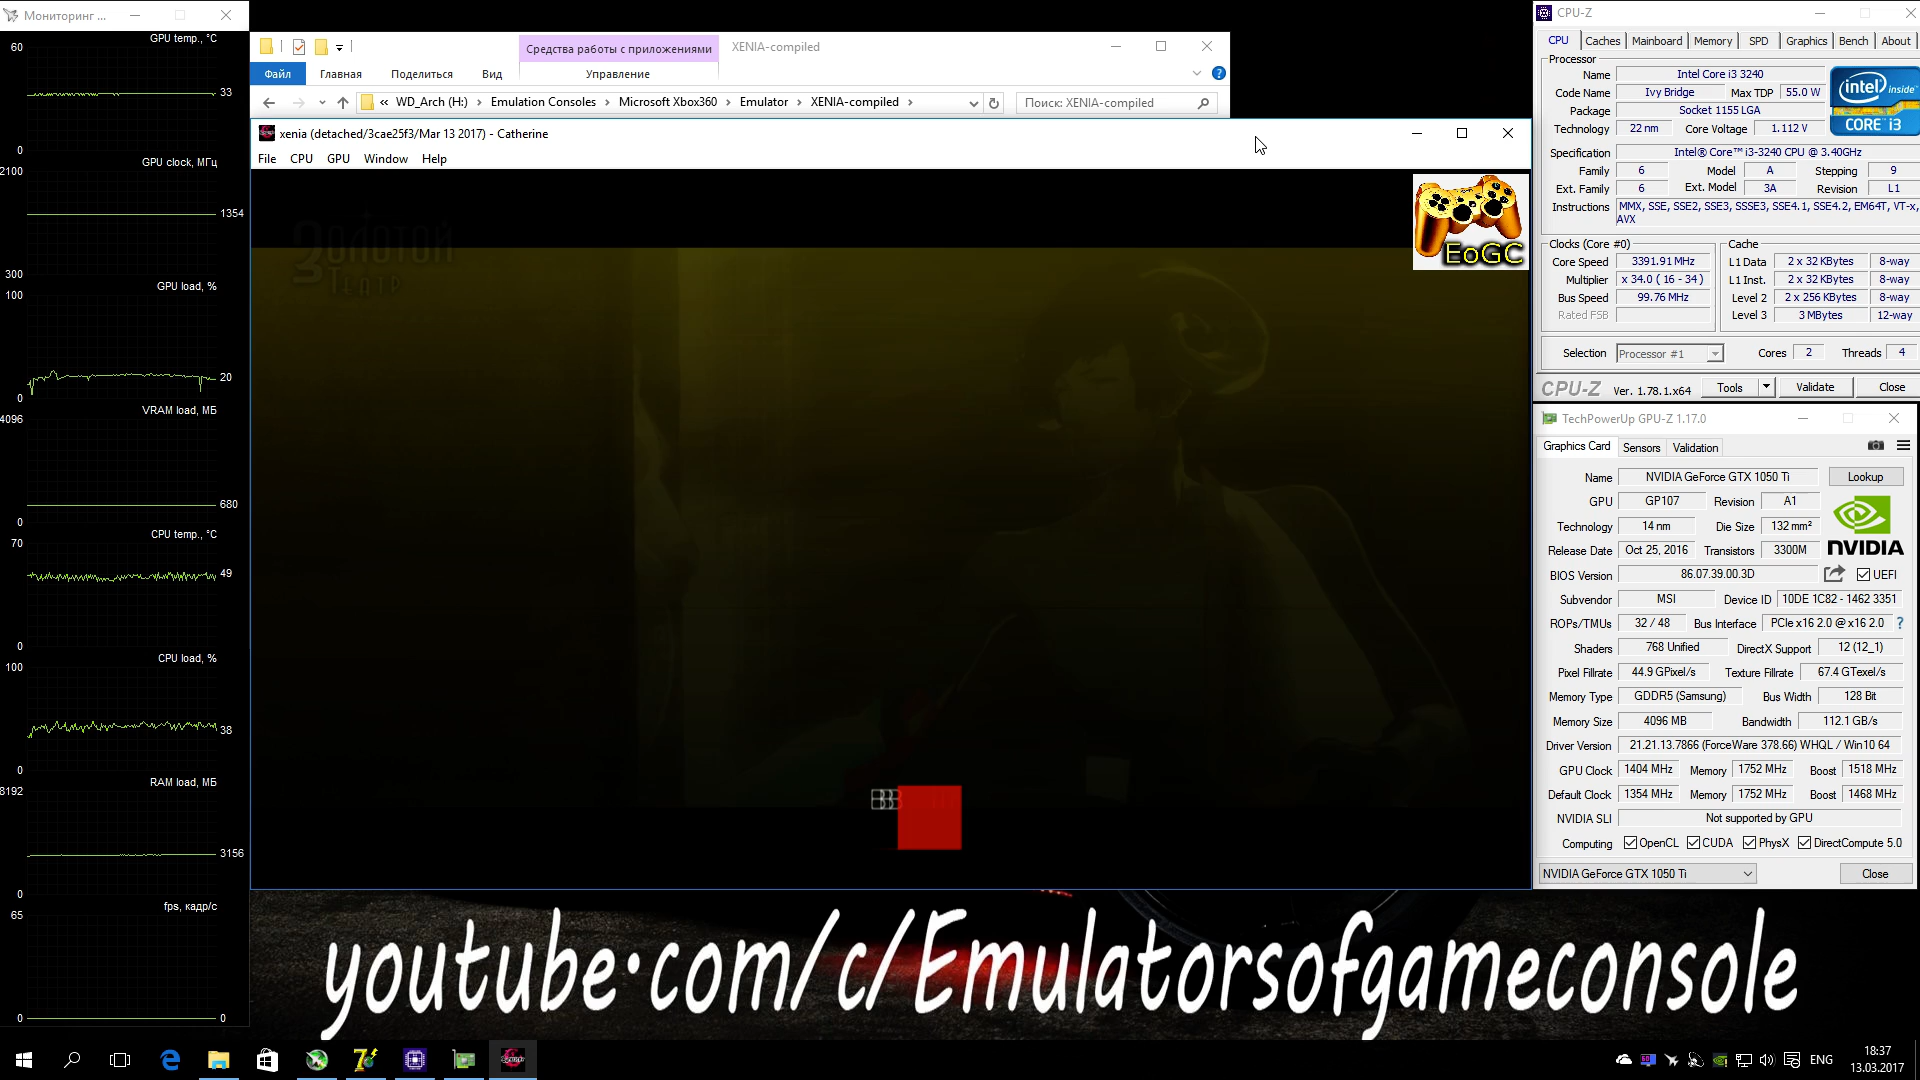 Мониторинг ...
GPU temp., °C
60
33
0
GPU clock, МГц
2100
1354
300
GPU load, %
100
20
0
VRAM load, МБ
4096
680
0
CPU temp., °C
70
49
0
CPU load, %
100
38
0
RAM load, МБ
8192
3156
0
fps, кадр/с
65
0
0
Средства работы с приложениями
XENIA-compiled
Файл Главная Поделиться Вид Управление
« WD_Arch (H:) › Emulation Consoles › Microsoft Xbox360 › Emulator › XENIA-compiled ›
Поиск: XENIA-compiled
xenia (detached/3cae25f3/Mar 13 2017) - Catherine
File CPU GPU Window Help
Золотой
Театр
EoGC
CPU-Z
CPU Caches Mainboard Memory SPD Graphics Bench About
Processor
Name Intel Core i3 3240
Code Name Ivy Bridge Max TDP 55.0 W
Package Socket 1155 LGA
Technology 22 nm Core Voltage 1.112 V
intel inside™
CORE i3
Specification Intel® Core™ i3-3240 CPU @ 3.40GHz
Family 6 Model A Stepping 9
Ext. Family 6 Ext. Model 3A Revision L1
Instructions MMX, SSE, SSE2, SSE3, SSSE3, SSE4.1, SSE4.2, EM64T, VT-x,
AVX
Clocks (Core #0)
Core Speed 3391.91 MHz
Multiplier x 34.0 ( 16 - 34 )
Bus Speed 99.76 MHz
Rated FSB
Cache
L1 Data 2 x 32 KBytes 8-way
L1 Inst. 2 x 32 KBytes 8-way
Level 2 2 x 256 KBytes 8-way
Level 3 3 MBytes 12-way
Selection Processor #1 Cores 2 Threads 4
CPU-Z Ver. 1.78.1.x64 Tools Validate Close
TechPowerUp GPU-Z 1.17.0
Graphics Card Sensors Validation
Name NVIDIA GeForce GTX 1050 Ti Lookup
GPU GP107 Revision A1
Technology 14 nm Die Size 132 mm²
Release Date Oct 25, 2016 Transistors 3300M
NVIDIA
BIOS Version 86.07.39.00.3D UEFI
Subvendor MSI Device ID 10DE 1C82 - 1462 3351
ROPs/TMUs 32 / 48 Bus Interface PCIe x16 2.0 @ x16 2.0 ?
Shaders 768 Unified DirectX Support 12 (12_1)
Pixel Fillrate 44.9 GPixel/s Texture Fillrate 67.4 GTexel/s
Memory Type GDDR5 (Samsung) Bus Width 128 Bit
Memory Size 4096 MB Bandwidth 112.1 GB/s
Driver Version 21.21.13.7866 (ForceWare 378.66) WHQL / Win10 64
GPU Clock 1404 MHz Memory 1752 MHz Boost 1518 MHz
Default Clock 1354 MHz Memory 1752 MHz Boost 1468 MHz
NVIDIA SLI Not supported by GPU
Computing OpenCL CUDA PhysX DirectCompute 5.0
NVIDIA GeForce GTX 1050 Ti Close
youtube.com/c/Emulatorsofgameconsole
ENG
18:37
13.03.2017